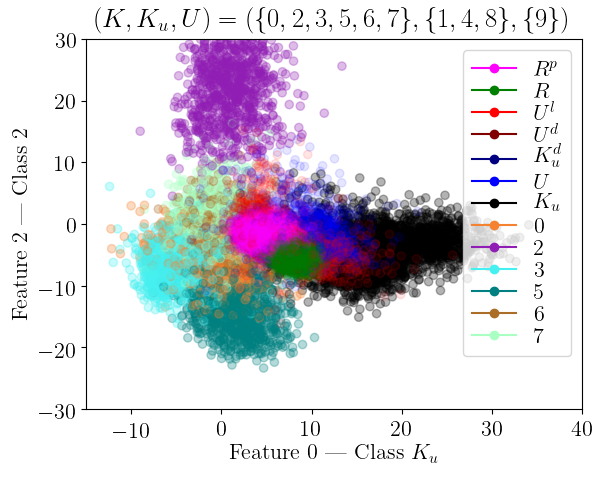 (K, K_u, U) = ({0, 2, 3, 5, 6, 7}, {1, 4, 8}, {9})
30
20
10
0
−10
−20
−30
Feature 2 — Class 2
R^p
R
U^l
U^d
K_u^d
U
K_u
0
2
3
5
6
7
−10
0
10
20
30
40
Feature 0 — Class K_u